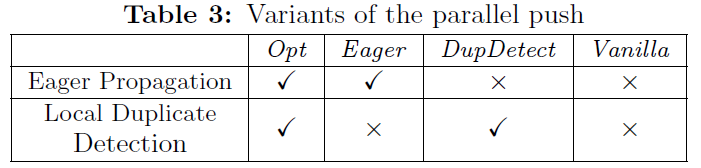 Table 3: Variants of the parallel push
Opt Eager DupDetect Vanilla
Eager Propagation ✓ ✓ × ×
Local Duplicate
Detection ✓ × ✓ ×